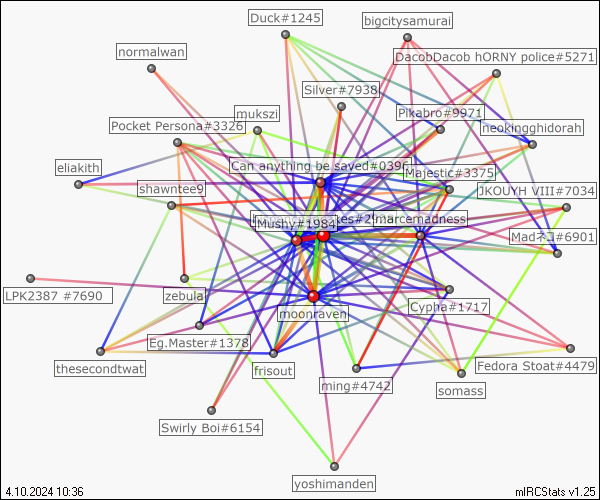 Duck#1245
bigcitysamurai
normalwan
DacobDacob hORNY police#5271
Silver#7938
mukszi
Pikabro#9971
Pocket Persona#3326
neokingghidorah
Can anything be saved#0396
eliakith
Majestic#3375
shawntee9
JKOUYH VIII#7034
kes#2
marcemadness
Mushy#1984
Madネコ#6901
LPK2387 #7690
zebula
Cypha#1717
moonraven
Eg.Master#1378
thesecondtwat
frisout
Fedora Stoat#4479
ming#4742
somass
Swirly Boi#6154
yoshimanden
4.10.2024 10:36
mIRCStats v1.25